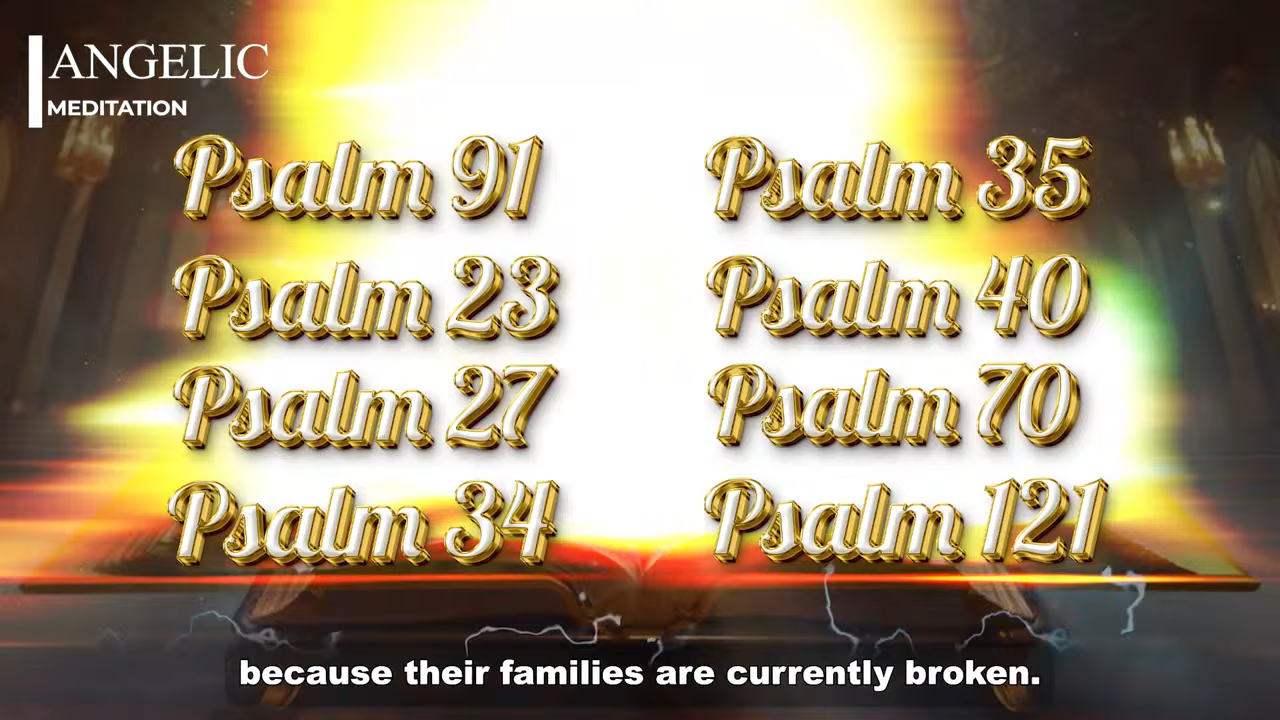 ANGELIC
MEDITATION
Psalm 91
Psalm 23
Psalm 27
Psalm 34
Psalm 35
Psalm 40
Psalm 70
Psalm 121
because their families are currently broken.